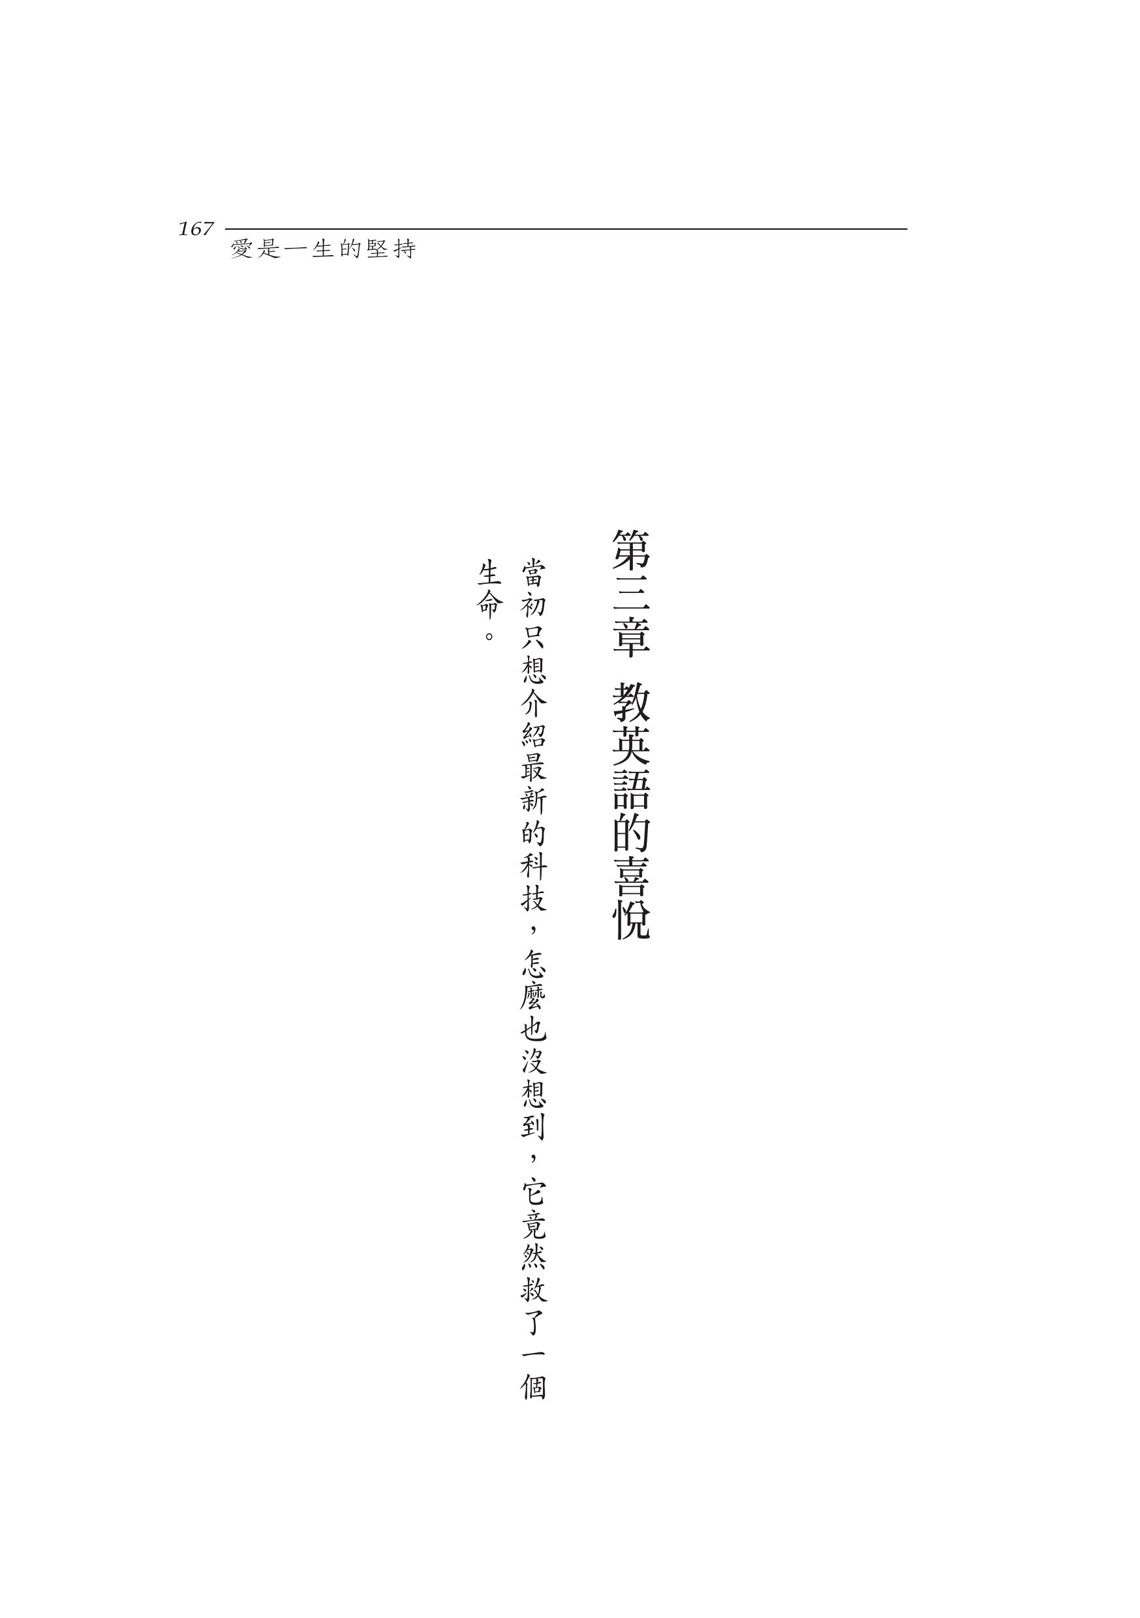 167
愛是一生的堅持
第三章 教英語的喜悅
當初只想介紹最新的科技，怎麼也沒想到，它竟然救了一個
生命。